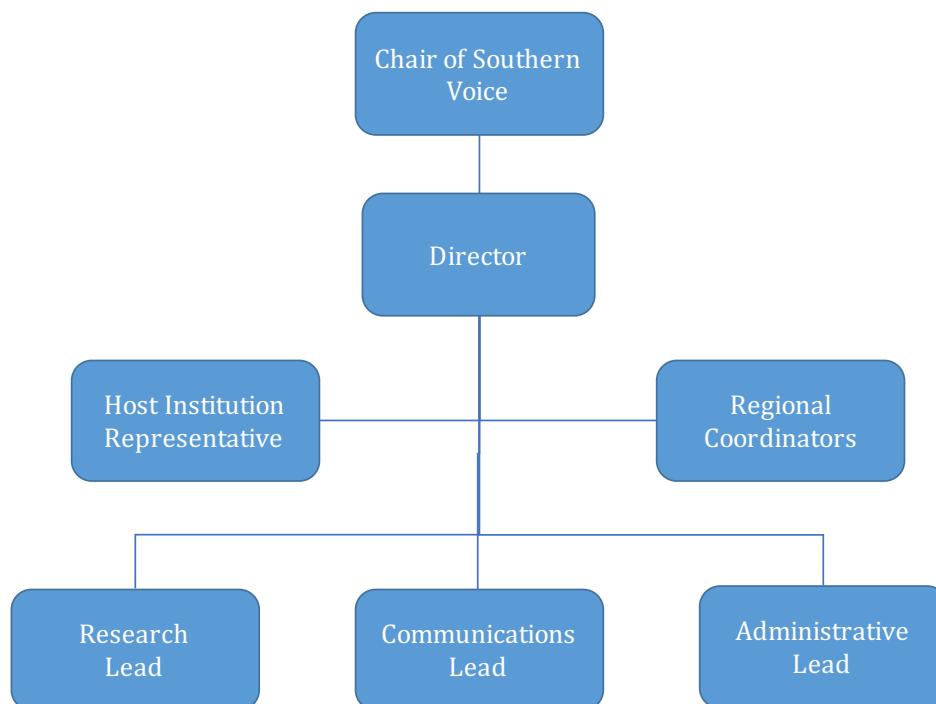 Chair of Southern
Voice
Director
Host Institution
Representative
Regional
Coordinators
Research
Lead
Communications
Lead
Administrative
Lead